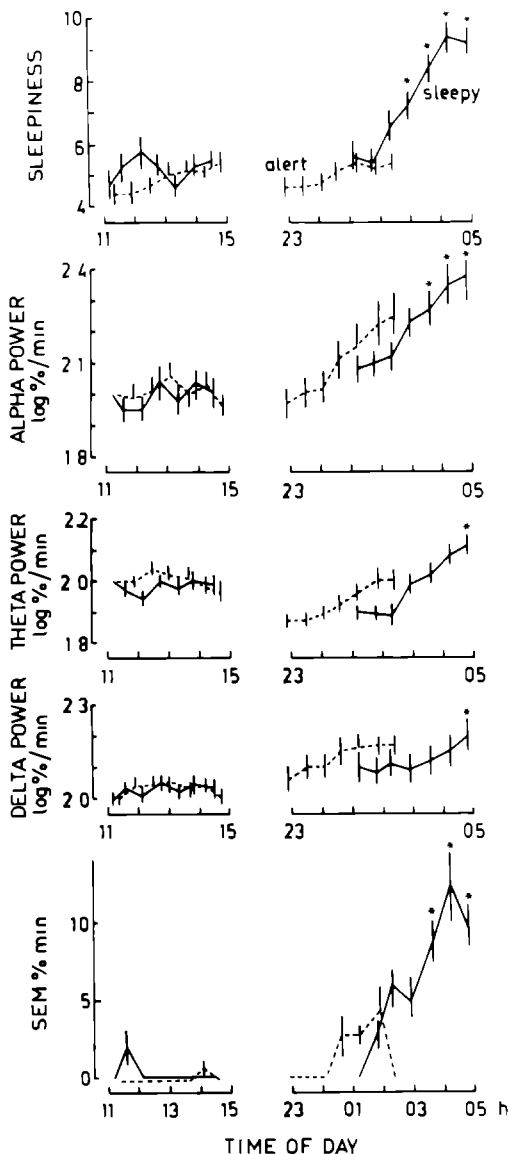 10
8
6
4
SLEEPINESS
* * * * *
alert
sleepy
11 15 23 05
2 4
2 1
1 8
ALPHA POWER
log %/min
* * *
11 15 23 05
2 2
2 0
1 8
THETA POWER
log %/min
*
11 15 23 05
2 3
2 0
DELTA POWER
log %/min
*
11 15 23 05
10
5
0
SEM % min
* * *
11 13 15 23 01 03 05 h
TIME OF DAY